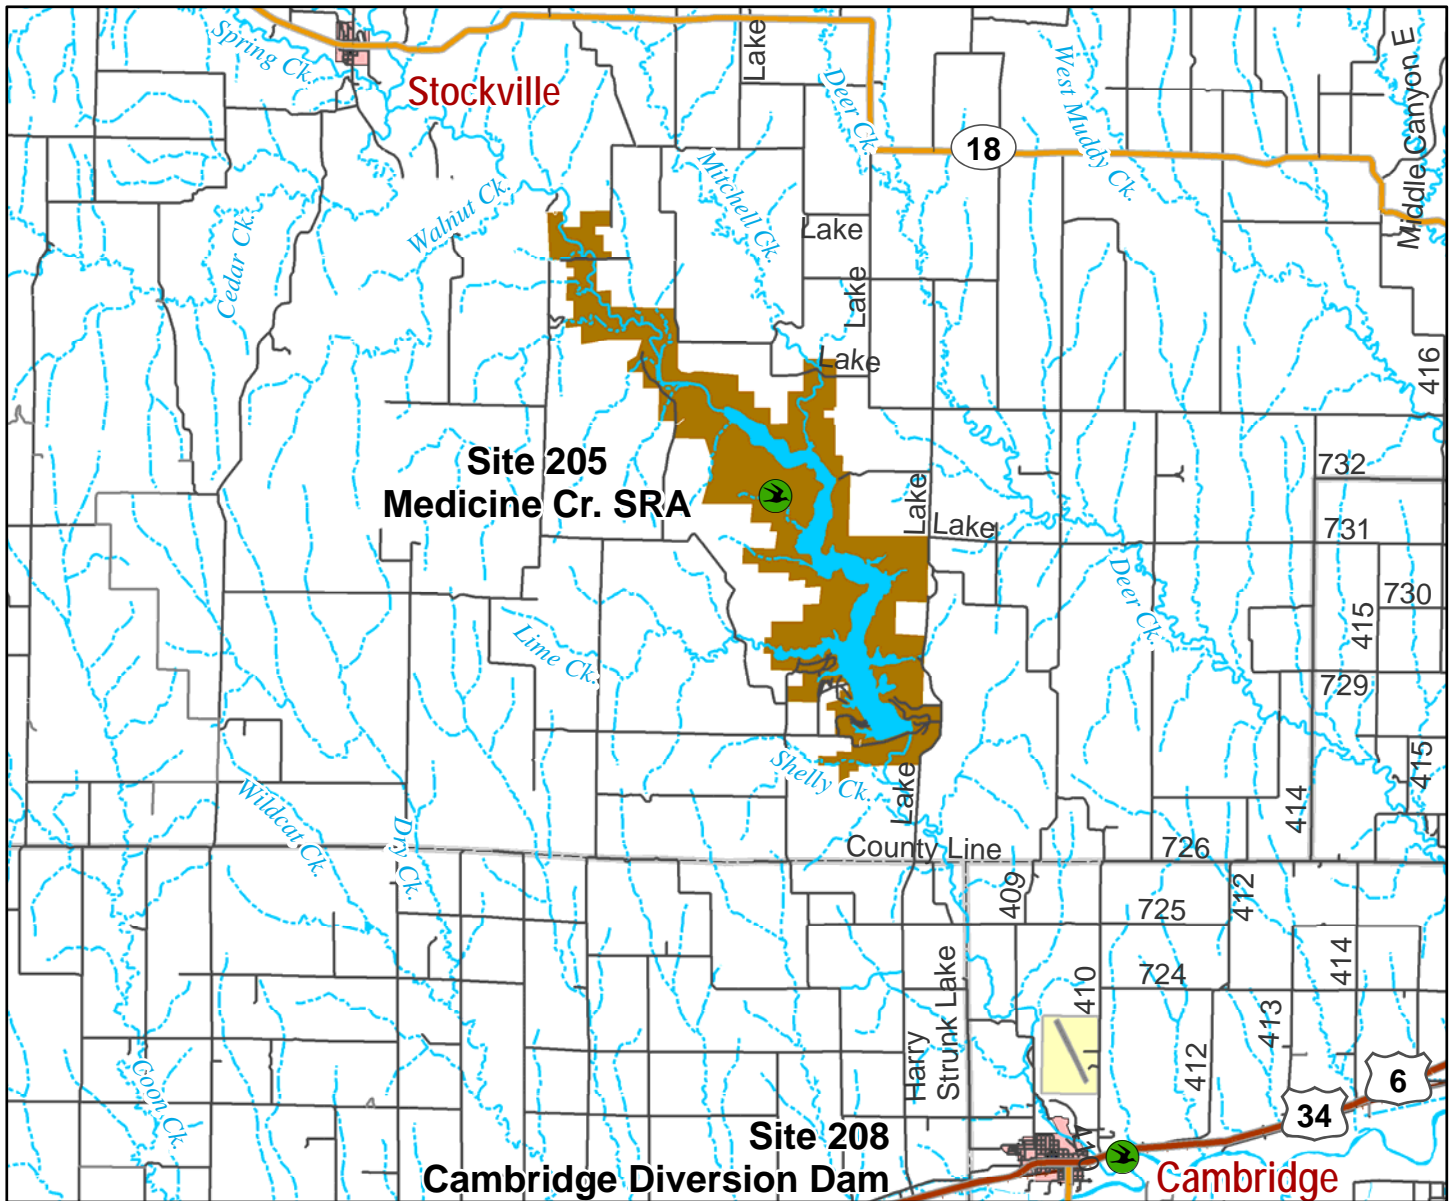 Spring Ck.
Stockville
Lake
Deer Ck.
West Muddy Ck.
Middle Canyon E
18
Mitchell Ck.
Walnut Ck.
Cedar Ck.
Lake
Lake
Lake
416
Site 205
Medicine Cr. SRA
732
Lake
Lake
731
Deer Ck.
730
415
Lime Ck.
729
Shelly Ck.
Lake
415
414
Wildcat Ck.
Dry Ck.
County Line
726
409
412
725
414
724
410
Harry
Strunk Lake
413
412
Coon Ck.
6
34
Site 208
Cambridge Diversion Dam
Cambridge